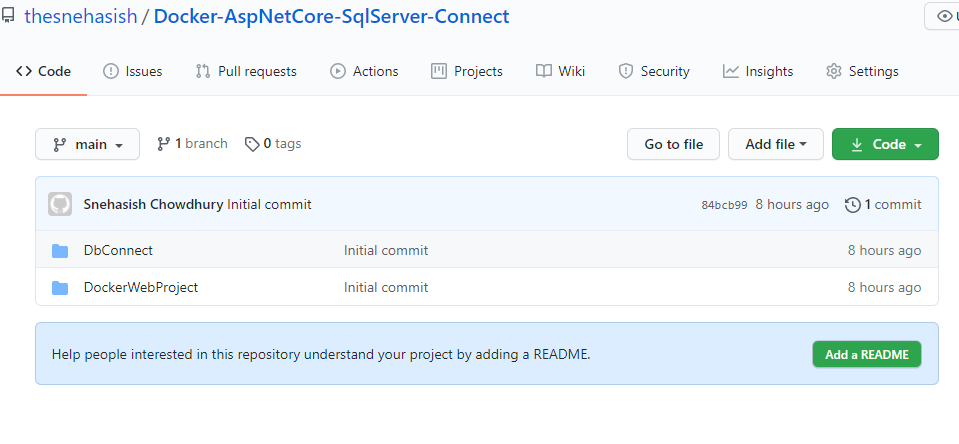 thesnehasish / Docker-AspNetCore-SqlServer-Connect
Code Issues Pull requests Actions Projects Wiki Security Insights Settings
main 1 branch 0 tags Go to file Add file Code
Snehasish Chowdhury Initial commit 84bcb99 8 hours ago 1 commit
DbConnect Initial commit 8 hours ago
DockerWebProject Initial commit 8 hours ago
Help people interested in this repository understand your project by adding a README. Add a README